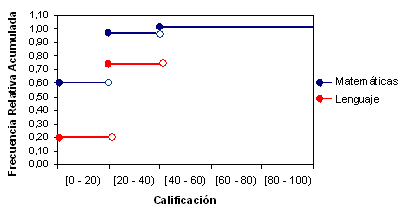 Frecuencia Relativa Acumulada
1,10
1,00
0,90
0,80
0,70
0,60
0,50
0,40
0,30
0,20
0,10
0,00
[0 - 20) [20 - 40) [40 - 60) [60 - 80) [80 - 100)
Calificación
Matemáticas
Lenguaje